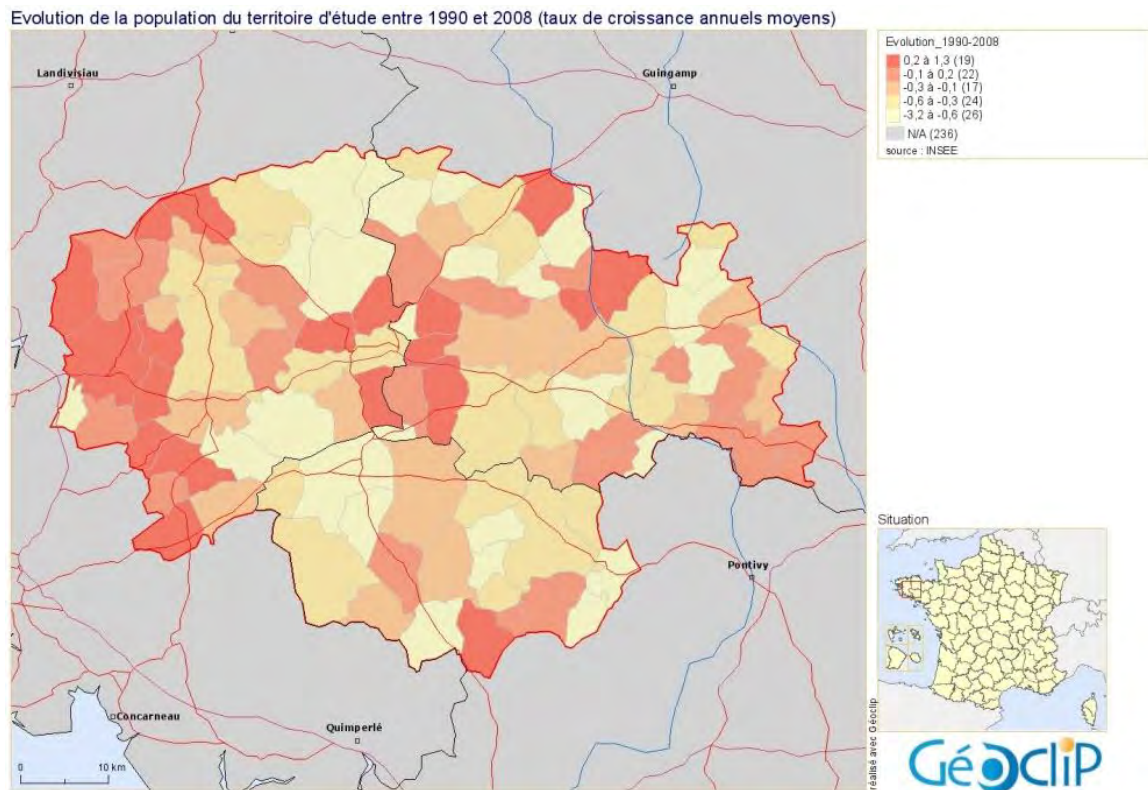 Evolution de la population du territoire d'étude entre 1990 et 2008 (taux de croissance annuels moyens)
Evolution_1990-2008
0,2 à 1,3 (19)
-0,1 à 0,2 (22)
-0,3 à -0,1 (17)
-0,6 à -0,3 (24)
-3,2 à -0,6 (26)
N/A (236)
source : INSEE
Landivisiau
Guingamp
Pontivy
Concarneau
Quimperlé
0 10 km
Situation
réalisé avec Géoclip
GéOcliP